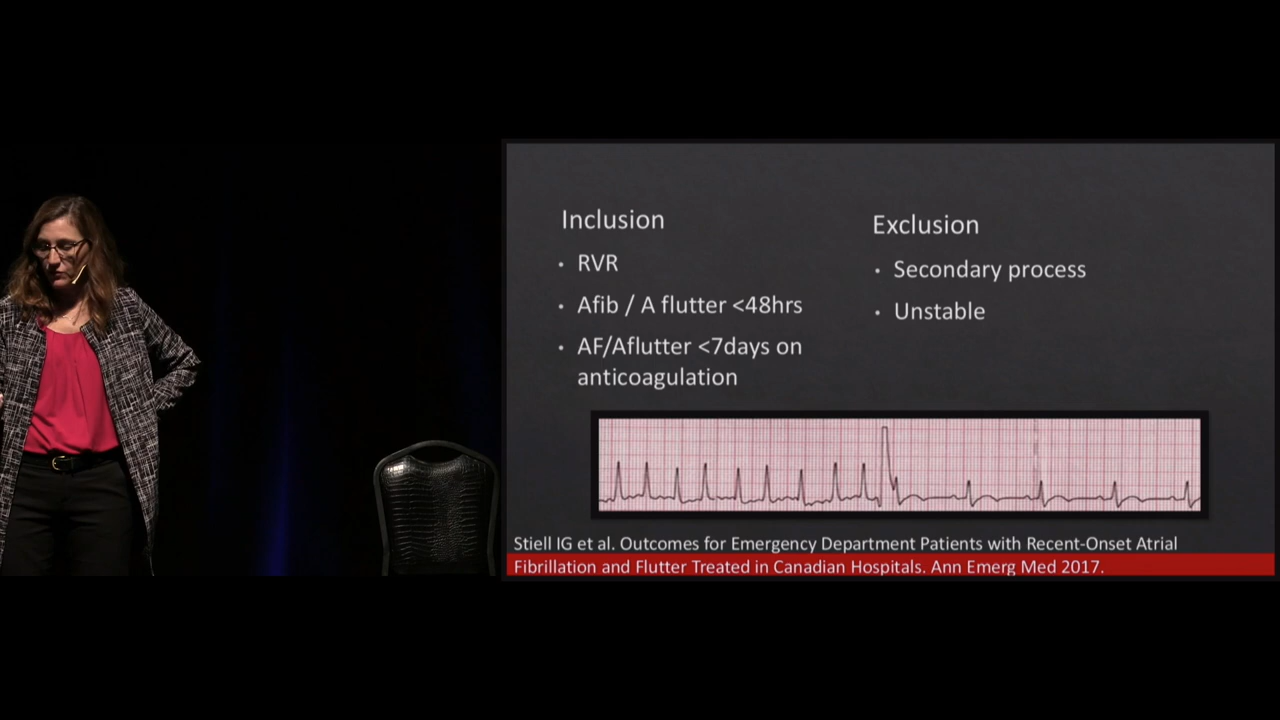 Inclusion
• RVR
• Afib / A flutter <48hrs
• AF/Aflutter <7days on
anticoagulation
Exclusion
• Secondary process
• Unstable
Stiell IG et al. Outcomes for Emergency Department Patients with Recent-Onset Atrial
Fibrillation and Flutter Treated in Canadian Hospitals. Ann Emerg Med 2017.